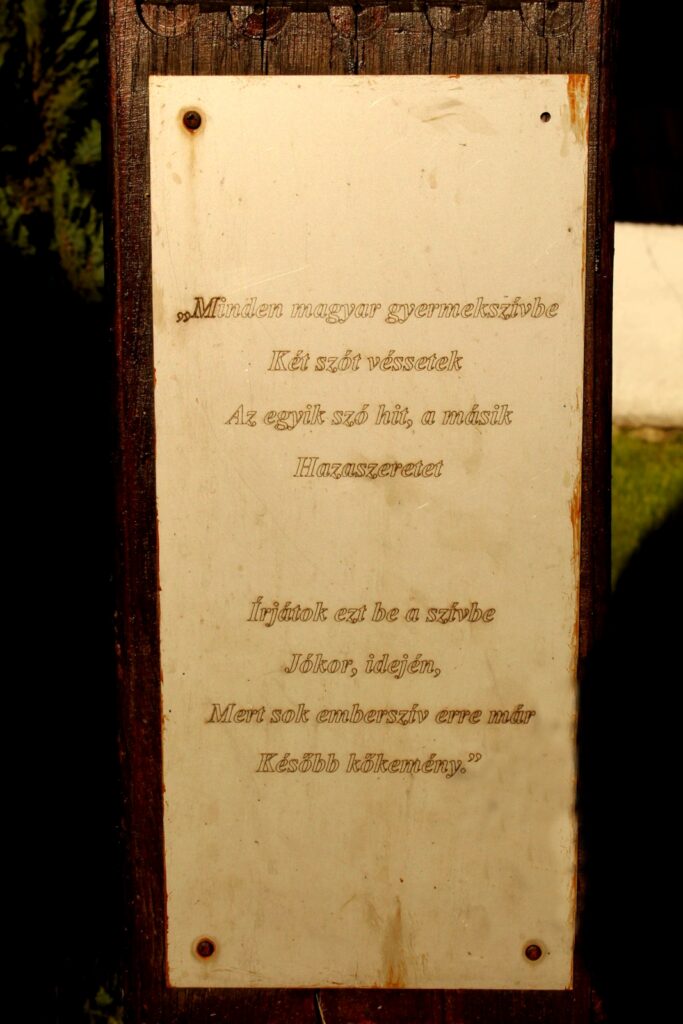 „Minden magyar gyermekszívbe
Két szót véssetek
Az egyik szó hit, a másik
Hazaszeretet
Írjátok ezt be a szívbe
Jókor, idején,
Mert sok emberszív erre már
Később kőkemény.”